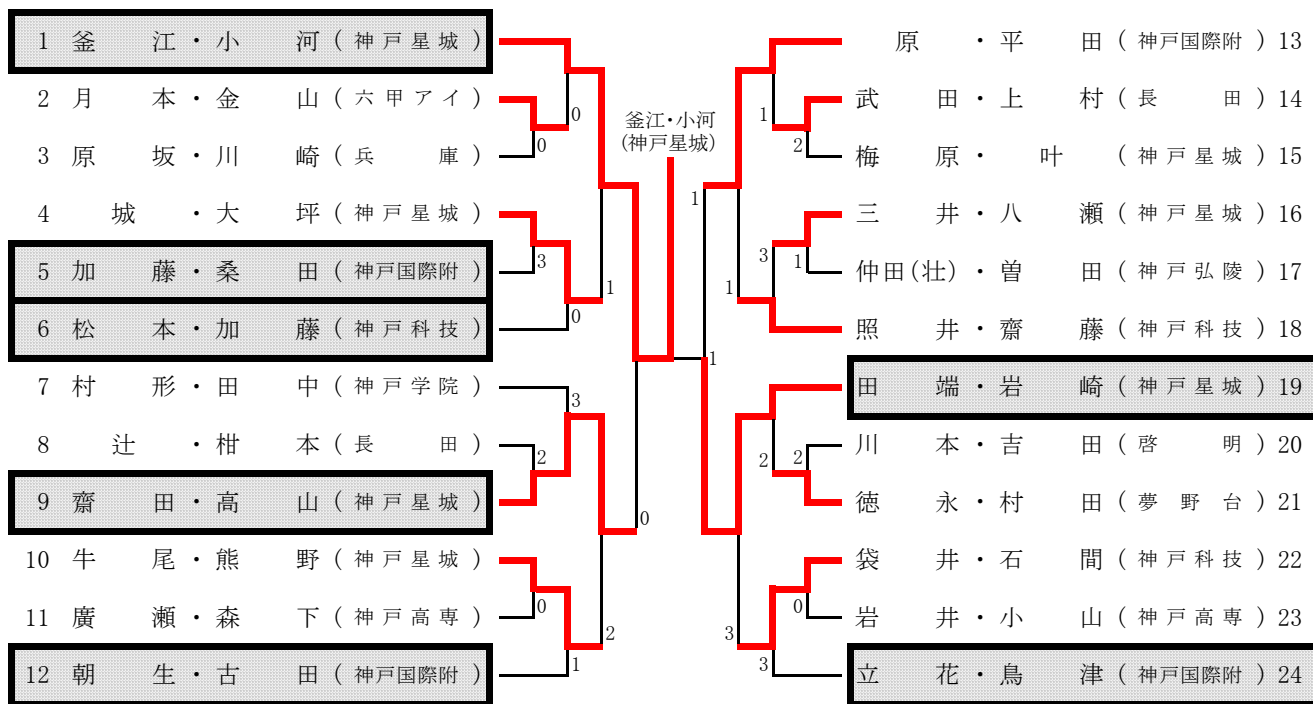 1 釜江・小河(神戸星城)
2 月本・金山(六甲アイ)
3 原坂・川崎(兵庫)
4 城・大坪(神戸星城)
5 加藤・桑田(神戸国際附)
6 松本・加藤(神戸科技)
7 村形・田中(神戸学院)
8 辻・柑本(長田)
9 齋田・高山(神戸星城)
10 牛尾・熊野(神戸星城)
11 廣瀬・森下(神戸高専)
12 朝生・古田(神戸国際附)
0
0
3
0
1
3
2
0
0
2
1
釜江・小河
(神戸星城)
1
1
1
2
3
1
1
2
2
0
3
3
原・平田(神戸国際附)13
武田・上村(長田)14
梅原・叶(神戸星城)15
三井・八瀬(神戸星城)16
仲田(壮)・曽田(神戸弘陵)17
照井・齋藤(神戸科技)18
田端・岩崎(神戸星城)19
川本・吉田(啓明)20
徳永・村田(夢野台)21
袋井・石間(神戸科技)22
岩井・小山(神戸高専)23
立花・鳥津(神戸国際附)24